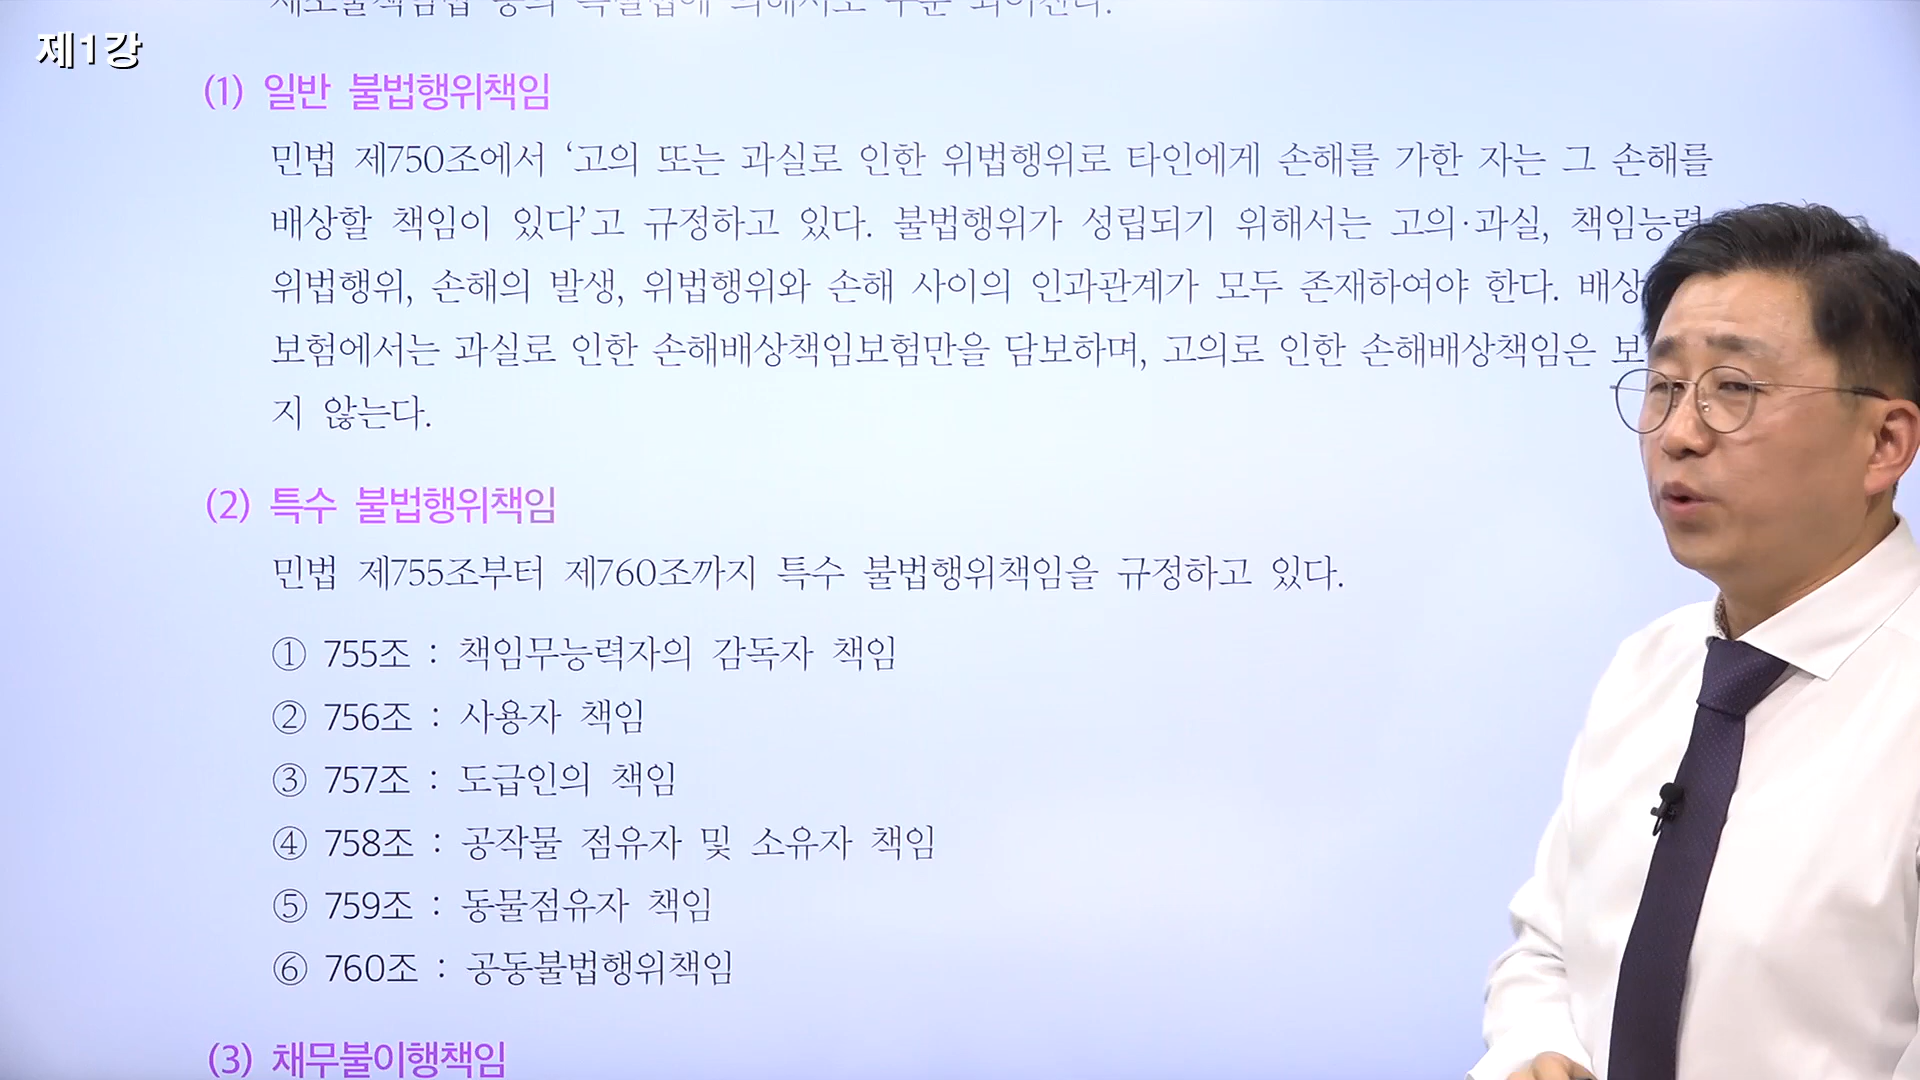 제1강
(1) 일반 불법행위책임
민법 제750조에서 ‘고의 또는 과실로 인한 위법행위로 타인에게 손해를 가한 자는 그 손해를
배상할 책임이 있다’고 규정하고 있다. 불법행위가 성립되기 위해서는 고의·과실, 책임능력
위법행위, 손해의 발생, 위법행위와 손해 사이의 인과관계가 모두 존재하여야 한다. 배상
보험에서는 과실로 인한 손해배상책임보험만을 담보하며, 고의로 인한 손해배상책임은 보
지 않는다.
(2) 특수 불법행위책임
민법 제755조부터 제760조까지 특수 불법행위책임을 규정하고 있다.
① 755조 : 책임무능력자의 감독자 책임
② 756조 : 사용자 책임
③ 757조 : 도급인의 책임
④ 758조 : 공작물 점유자 및 소유자 책임
⑤ 759조 : 동물점유자 책임
⑥ 760조 : 공동불법행위책임
(3) 채무불이행책임